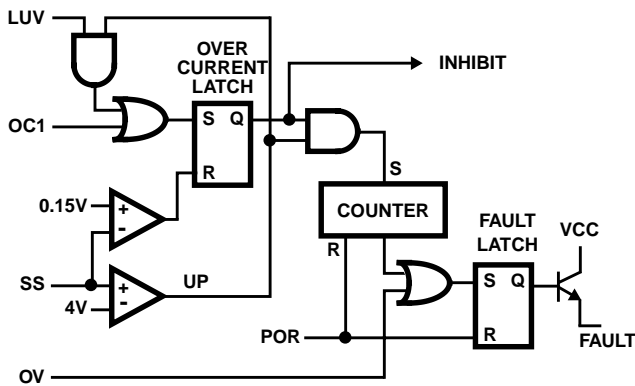 LUV
OVER
CURRENT
LATCH
INHIBIT
OC1
S Q
R
0.15V
+
-
S
COUNTER
R
FAULT
LATCH
VCC
SS
+
-
4V
UP
S Q
POR
R
FAULT
OV